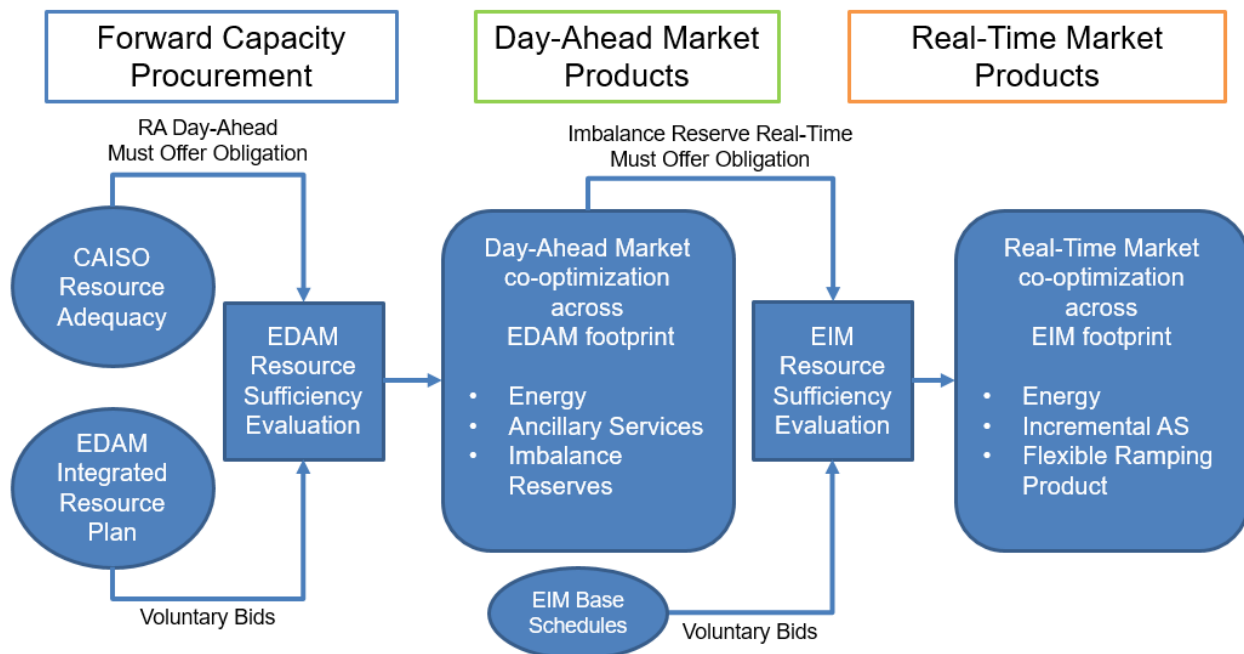 Forward Capacity
Procurement
Day-Ahead Market
Products
Real-Time Market
Products
RA Day-Ahead
Must Offer Obligation
Imbalance Reserve Real-Time
Must Offer Obligation
CAISO
Resource
Adequacy
EDAM
Integrated
Resource
Plan
Voluntary Bids
EDAM
Resource
Sufficiency
Evaluation
Day-Ahead Market
co-optimization
across
EDAM footprint
• Energy
• Ancillary Services
• Imbalance
Reserves
EIM Base
Schedules
Voluntary Bids
EIM
Resource
Sufficiency
Evaluation
Real-Time Market
co-optimization
across
EIM footprint
• Energy
• Incremental AS
• Flexible Ramping
Product